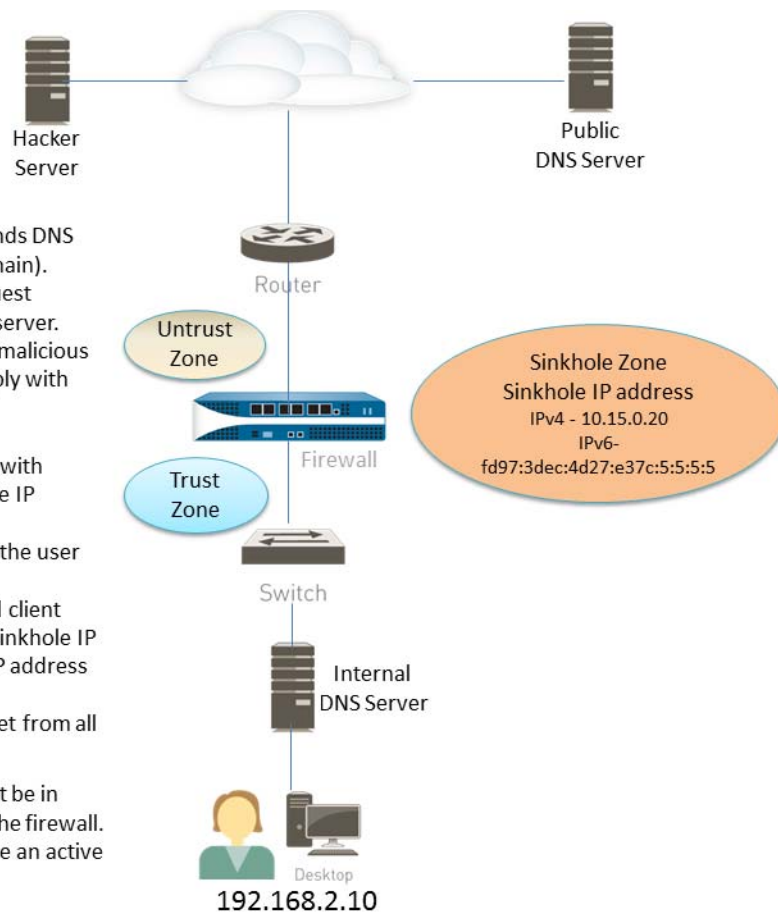 Hacker
Server
Public
DNS Server
nds DNS
nain).
uest
server.
malicious
ply with
with
e IP
the user
d client
inkhole IP
P address
et from all
t be in
he firewall.
e an active
Router
Untrust
Zone
Sinkhole Zone
Sinkhole IP address
IPv4 - 10.15.0.20
IPv6-
fd97:3dec:4d27:e37c:5:5:5:5
Firewall
Trust
Zone
Switch
Internal
DNS Server
Desktop
192.168.2.10